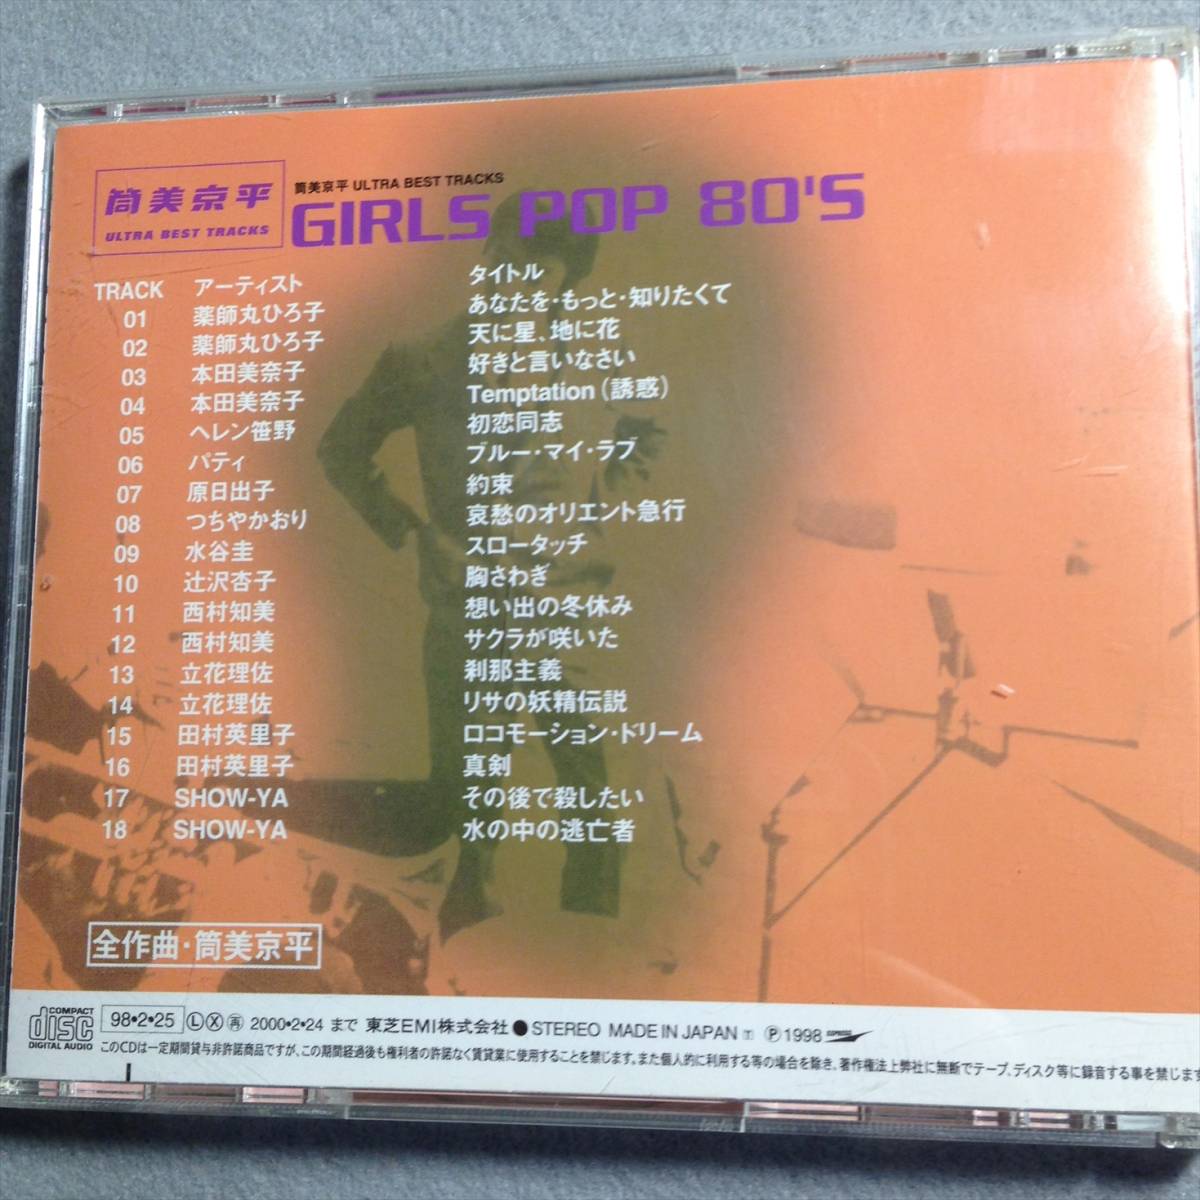 筒美京平
ULTRA BEST TRACKS
筒美京平 ULTRA BEST TRACKS
GIRLS POP 80'S
TRACK アーティスト タイトル
01 薬師丸ひろ子 あなたを・もっと・知りたくて
02 薬師丸ひろ子 天に星、地に花
03 本田美奈子 好きと言いなさい
04 本田美奈子 Temptation(誘惑)
05 ヘレン笹野 初恋同志
06 パティ ブルー・マイ・ラブ
07 原日出子 約束
08 つちやかおり 哀愁のオリエント急行
09 水谷圭 スロータッチ
10 辻沢杏子 胸さわぎ
11 西村知美 想い出の冬休み
12 西村知美 サクラが咲いた
13 立花理佐 刹那主義
14 立花理佐 リサの妖精伝説
15 田村英里子 ロコモーション・ドリーム
16 田村英里子 真剣
17 SHOW-YA その後で殺したい
18 SHOW-YA 水の中の逃亡者
全作曲・筒美京平
COMPACT disc DIGITAL AUDIO
98•2•25 Ⓛ Ⓧ ㊢ 2000•2•24 まで 東芝EMI株式会社●STEREO MADE IN JAPAN Ⓣ Ⓟ1998 EXPRESS
このCDは一定期間貸与非許諾商品ですが、この期間経過後も権利者の許諾なく賃貸業に使用することを禁じます。また個人的に利用する等の場合を除き、著作権法上弊社に無断でテープ、ディスク等に録音する事を禁じます